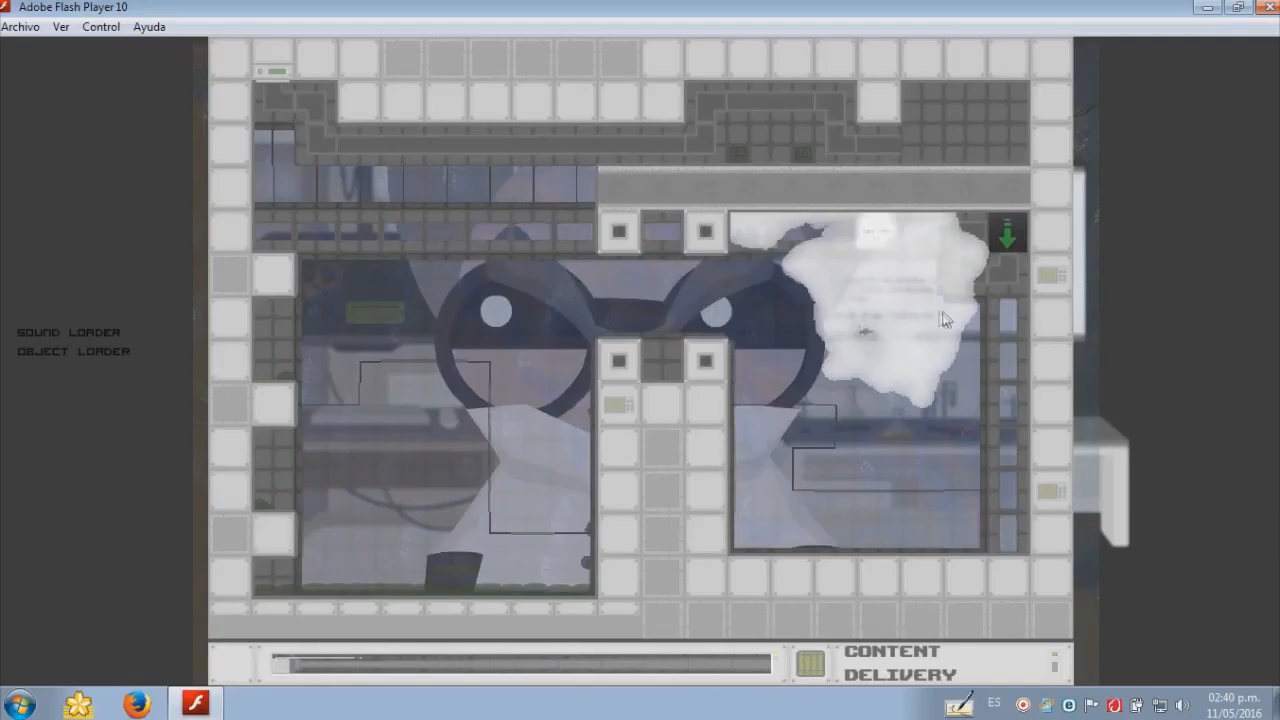 Adobe Flash Player 10
Archivo Ver Control Ayuda
SOUND LOADER
OBJECT LOADER
CONTENT
DELIVERY
ES
02:40 p.m.
11/05/2016